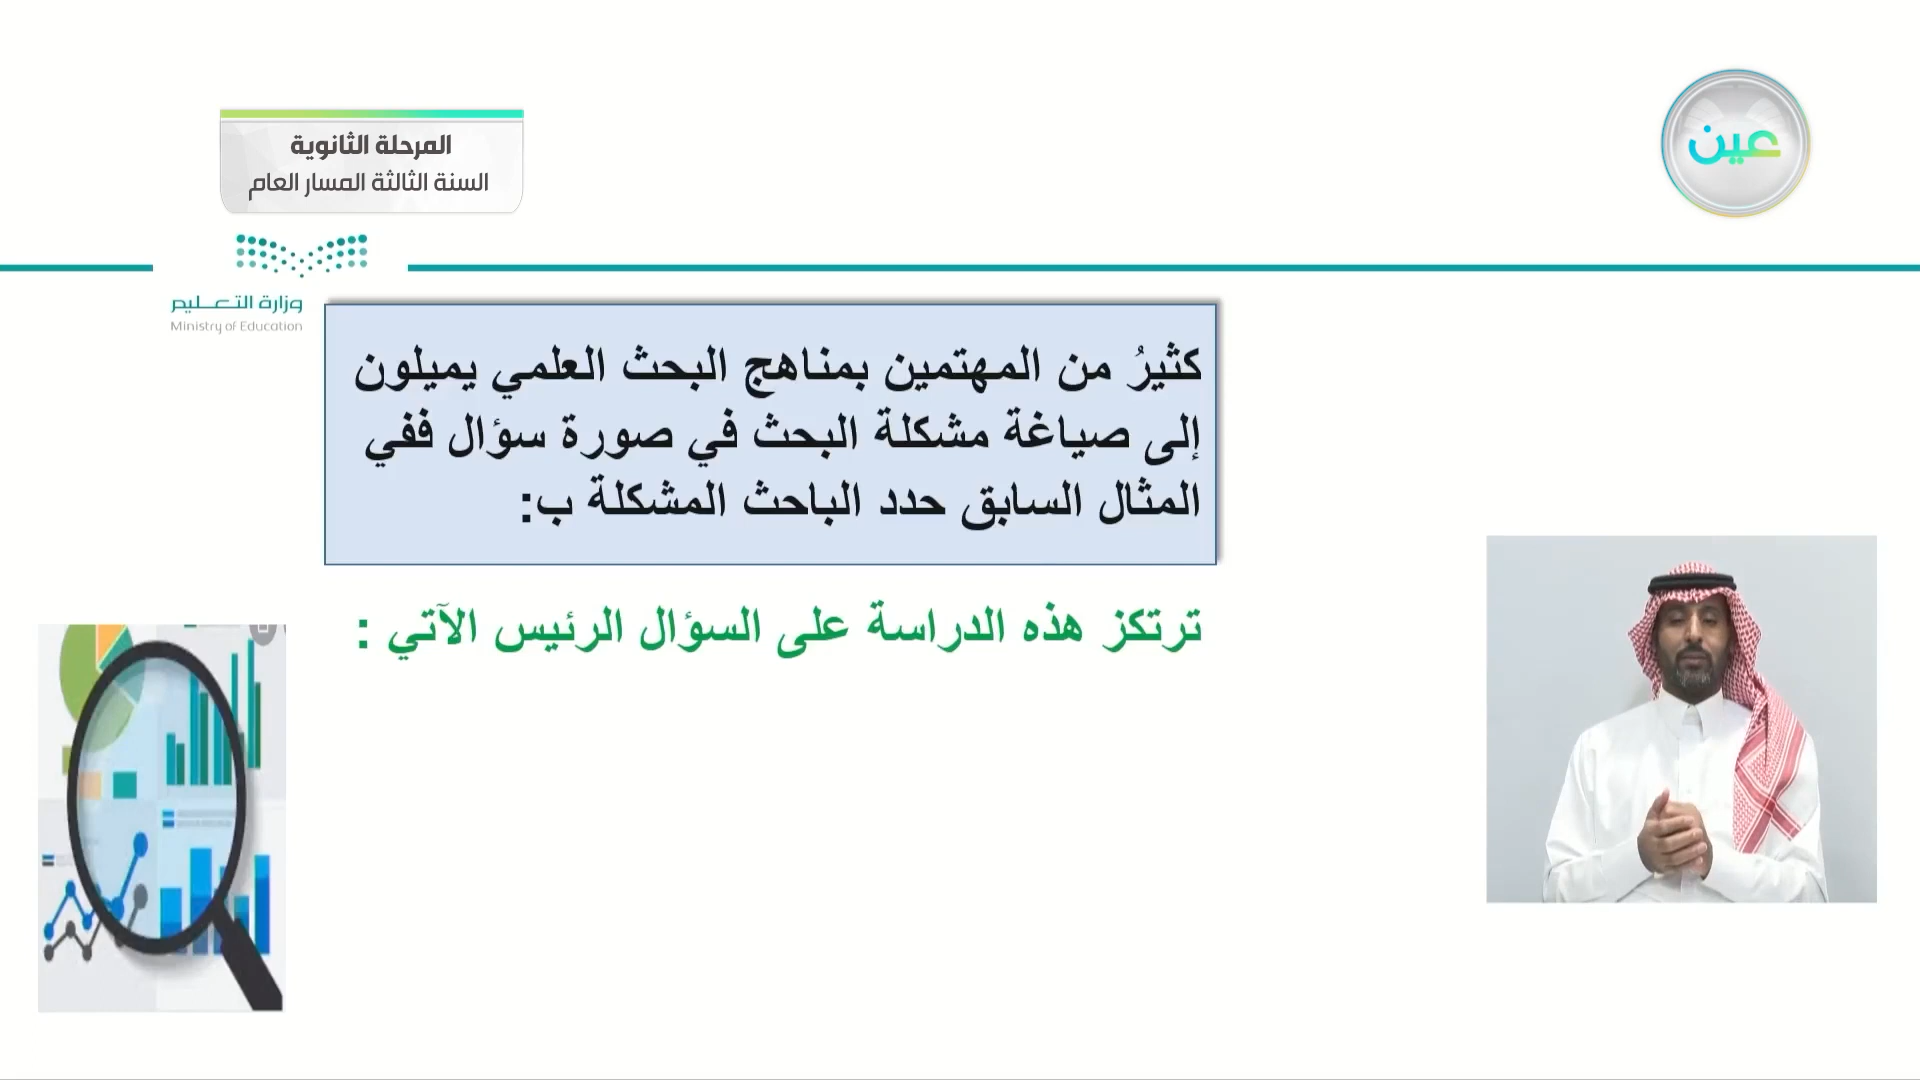 المرحلة الثانوية
السنة الثالثة المسار العام
عين
وزارة التعليم
Ministry of Education
كثيرُ من المهتمين بمناهج البحث العلمي يميلون
إلى صياغة مشكلة البحث في صورة سؤال ففي
المثال السابق حدد الباحث المشكلة ب:
ترتكز هذه الدراسة على السؤال الرئيس الآتي :